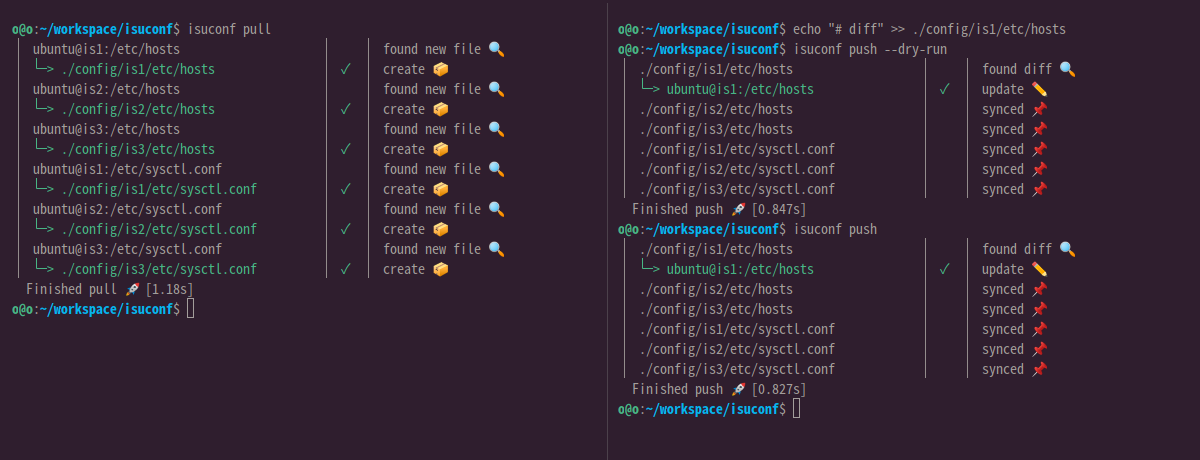 o@o:~/workspace/isuconf$ isuconf pull
ubuntu@is1:/etc/hosts found new file 🔍
└─> ./config/is1/etc/hosts ✓ create 📦
ubuntu@is2:/etc/hosts found new file 🔍
└─> ./config/is2/etc/hosts ✓ create 📦
ubuntu@is3:/etc/hosts found new file 🔍
└─> ./config/is3/etc/hosts ✓ create 📦
ubuntu@is1:/etc/sysctl.conf found new file 🔍
└─> ./config/is1/etc/sysctl.conf ✓ create 📦
ubuntu@is2:/etc/sysctl.conf found new file 🔍
└─> ./config/is2/etc/sysctl.conf ✓ create 📦
ubuntu@is3:/etc/sysctl.conf found new file 🔍
└─> ./config/is3/etc/sysctl.conf ✓ create 📦
Finished pull 🚀 [1.18s]
o@o:~/workspace/isuconf$
o@o:~/workspace/isuconf$ echo "# diff" >> ./config/is1/etc/hosts
o@o:~/workspace/isuconf$ isuconf push --dry-run
./config/is1/etc/hosts found diff 🔍
└─> ubuntu@is1:/etc/hosts ✓ update ✏️
./config/is2/etc/hosts synced 📌
./config/is3/etc/hosts synced 📌
./config/is1/etc/sysctl.conf synced 📌
./config/is2/etc/sysctl.conf synced 📌
./config/is3/etc/sysctl.conf synced 📌
Finished push 🚀 [0.847s]
o@o:~/workspace/isuconf$ isuconf push
./config/is1/etc/hosts found diff 🔍
└─> ubuntu@is1:/etc/hosts ✓ update ✏️
./config/is2/etc/hosts synced 📌
./config/is3/etc/hosts synced 📌
./config/is1/etc/sysctl.conf synced 📌
./config/is2/etc/sysctl.conf synced 📌
./config/is3/etc/sysctl.conf synced 📌
Finished push 🚀 [0.827s]
o@o:~/workspace/isuconf$